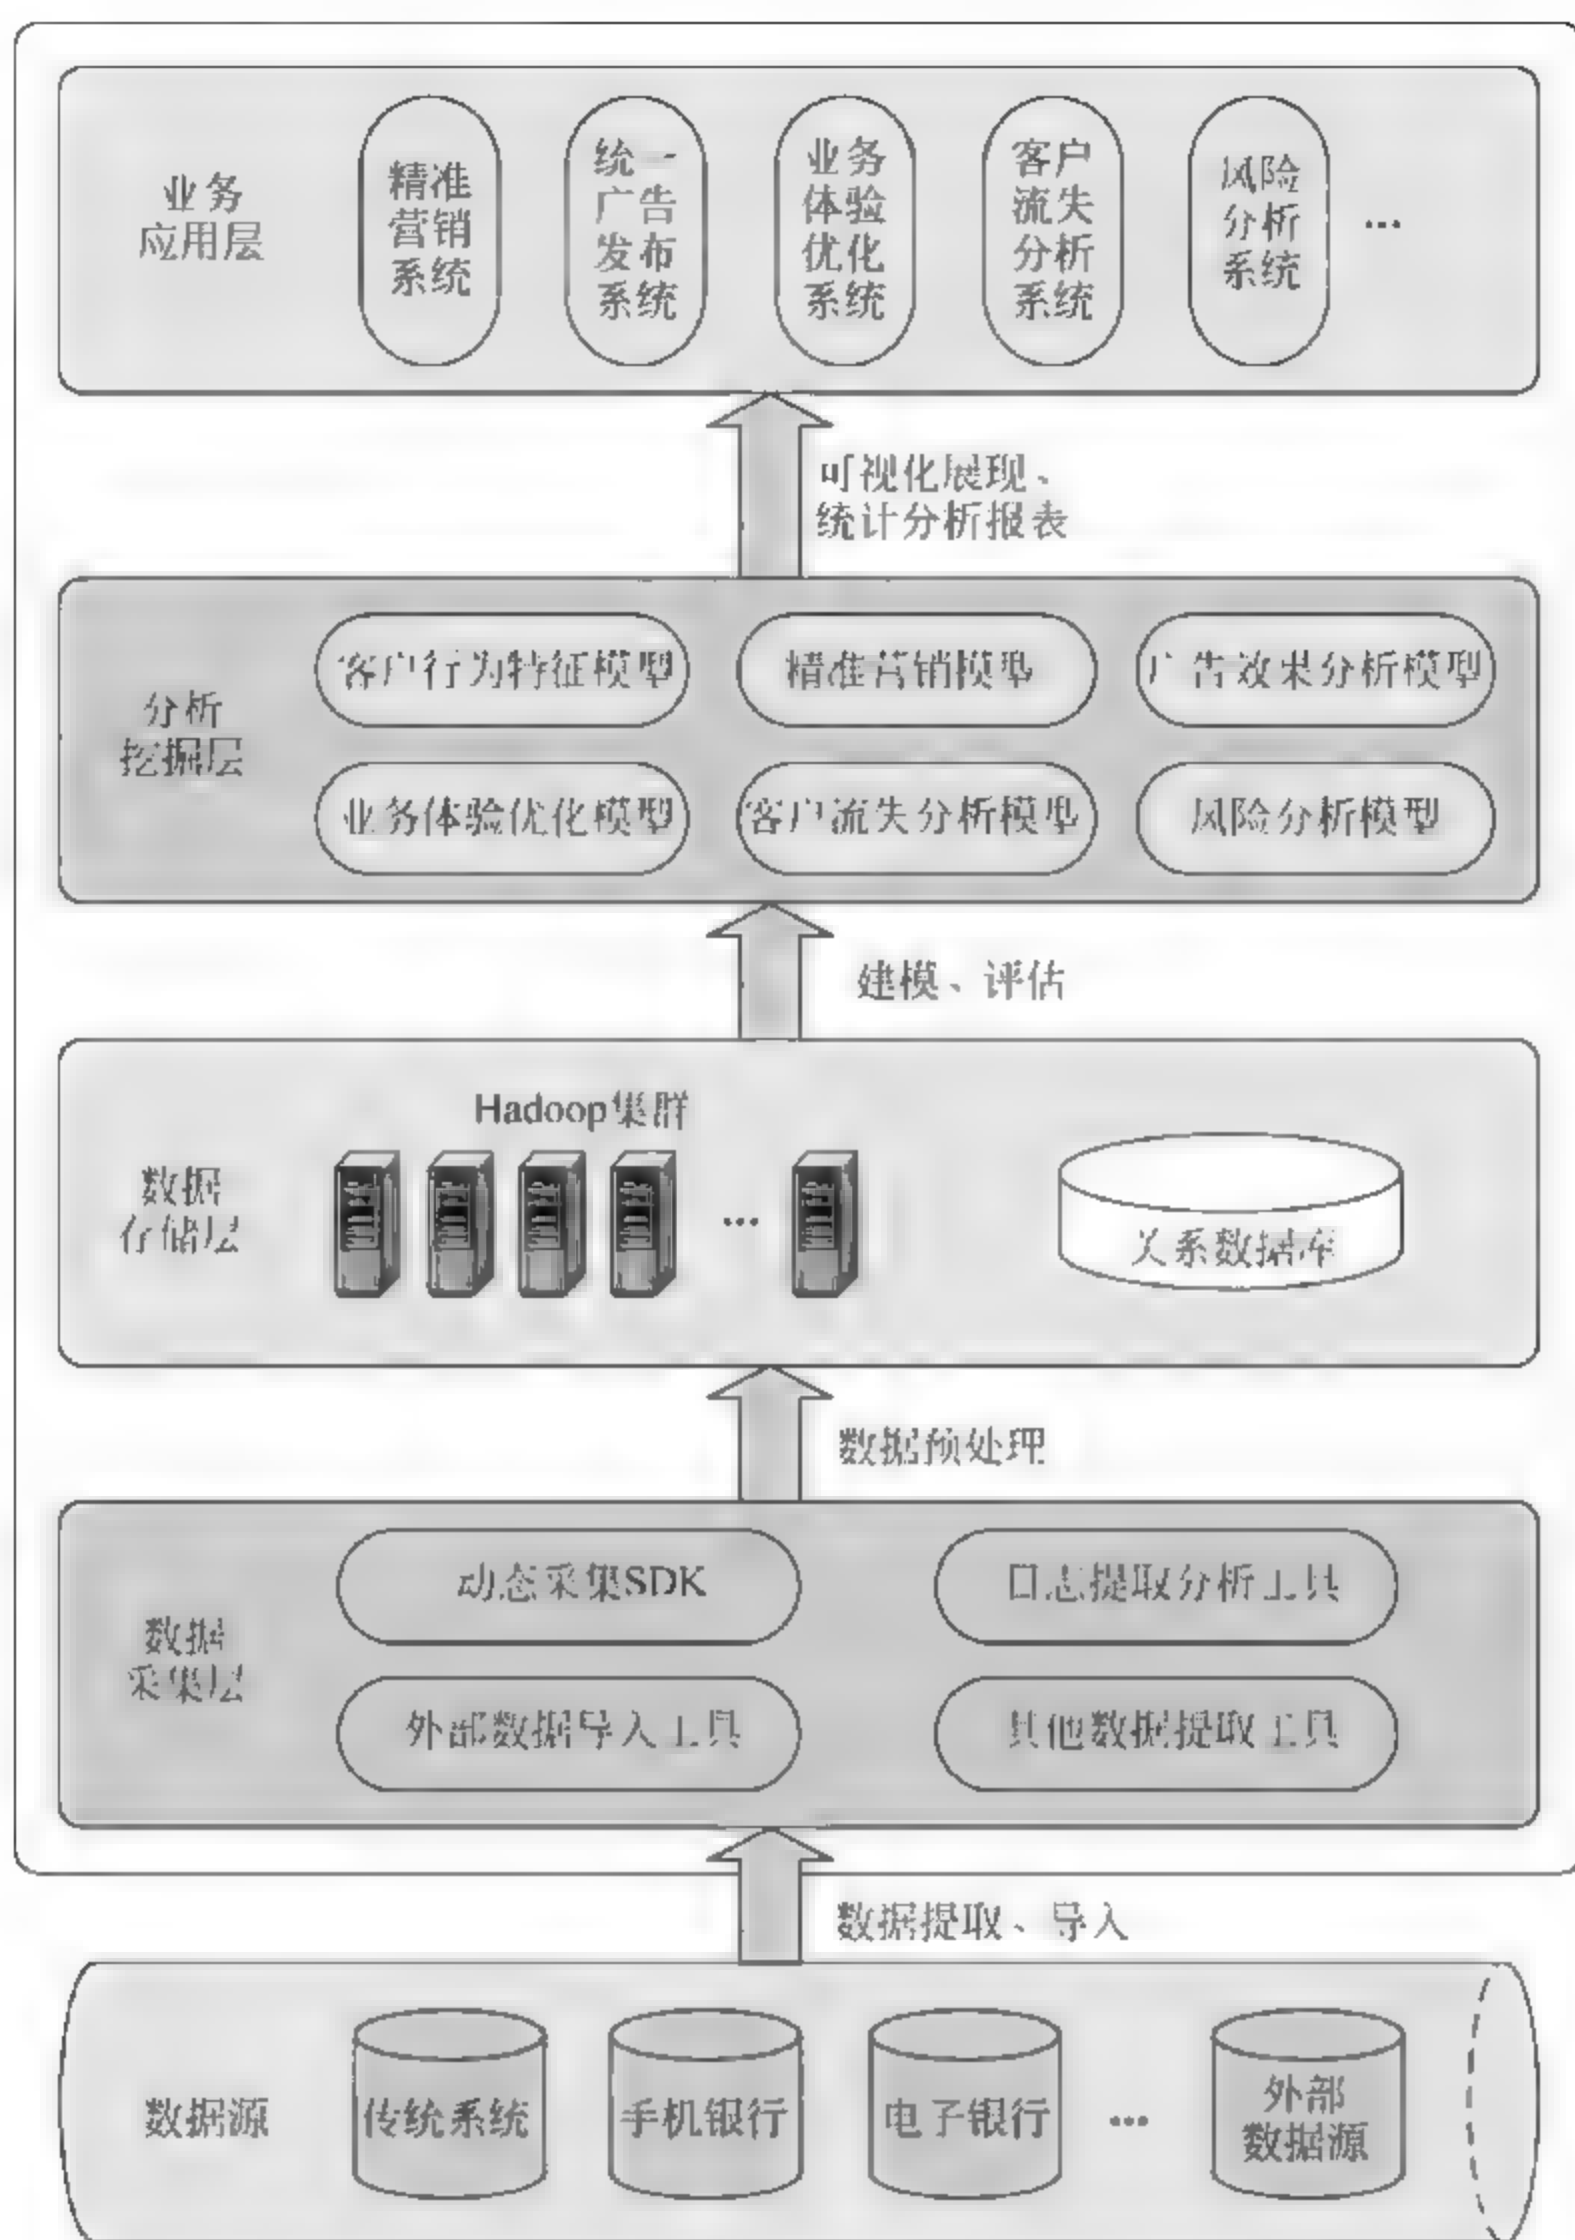 业务
应用层
精准
营销
系统
统一
广告
发布
系统
业务
体验
优化
系统
客户
流失
分析
系统
风险
分析
系统
...
可视化展现、
统计分析报表
分析
挖掘层
客户行为特征模型
精准营销模型
广告效果分析模型
业务体验优化模型
客户流失分析模型
风险分析模型
建模、评估
数据
存储层
Hadoop集群
...
关系数据库
数据预处理
数据
采集层
动态采集SDK
日志提取分析工具
外部数据导入工具
其他数据提取工具
数据提取、导入
数据源
传统系统
手机银行
电子银行
...
外部
数据源